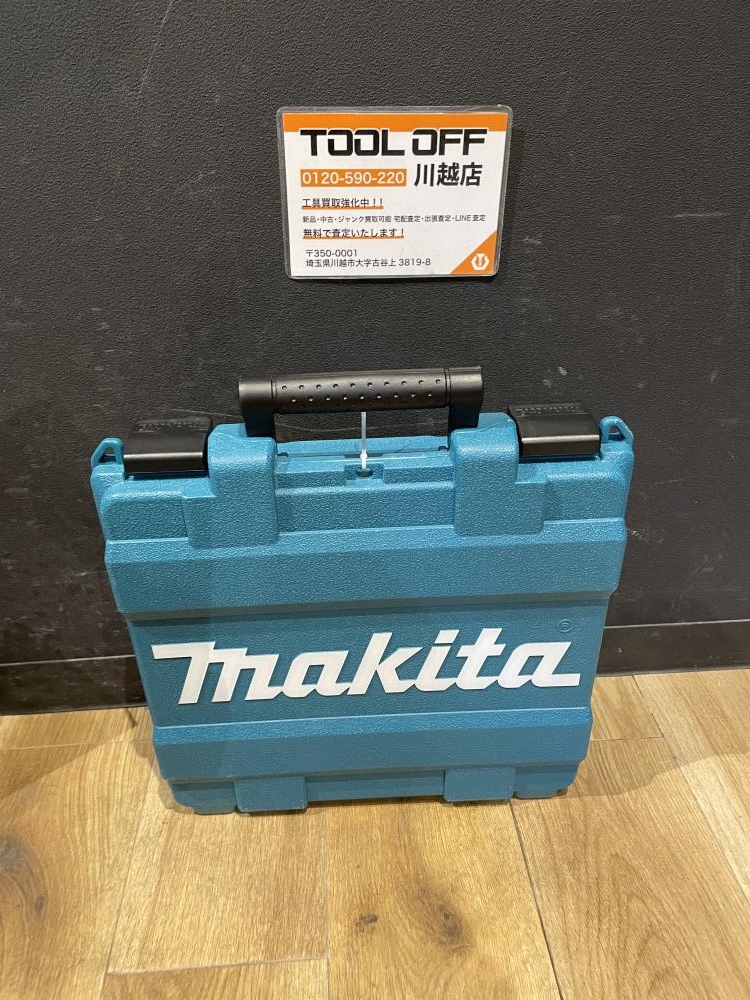 TOOL OFF
0120-590-220 川越店
工具買取強化中！！
新品・中古・ジャンク買取可能 宅配査定・出張査定・LINE査定
無料で査定いたします！
〒350-0001
埼玉県川越市大字古谷上 3819-8
makita®